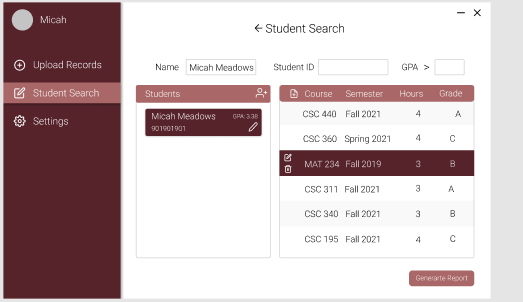 Micah
Upload Records
Student Search
Settings
← Student Search
Name Micah Meadows Student ID GPA >
Students
Micah Meadows GPA: 3.38
901901901
Course Semester Hours Grade
CSC 440 Fall 2021 4 A
CSC 360 Spring 2021 4 C
MAT 234 Fall 2019 3 B
CSC 311 Fall 2021 3 A
CSC 340 Fall 2021 3 B
CSC 195 Fall 2021 4 C
Generarte Report